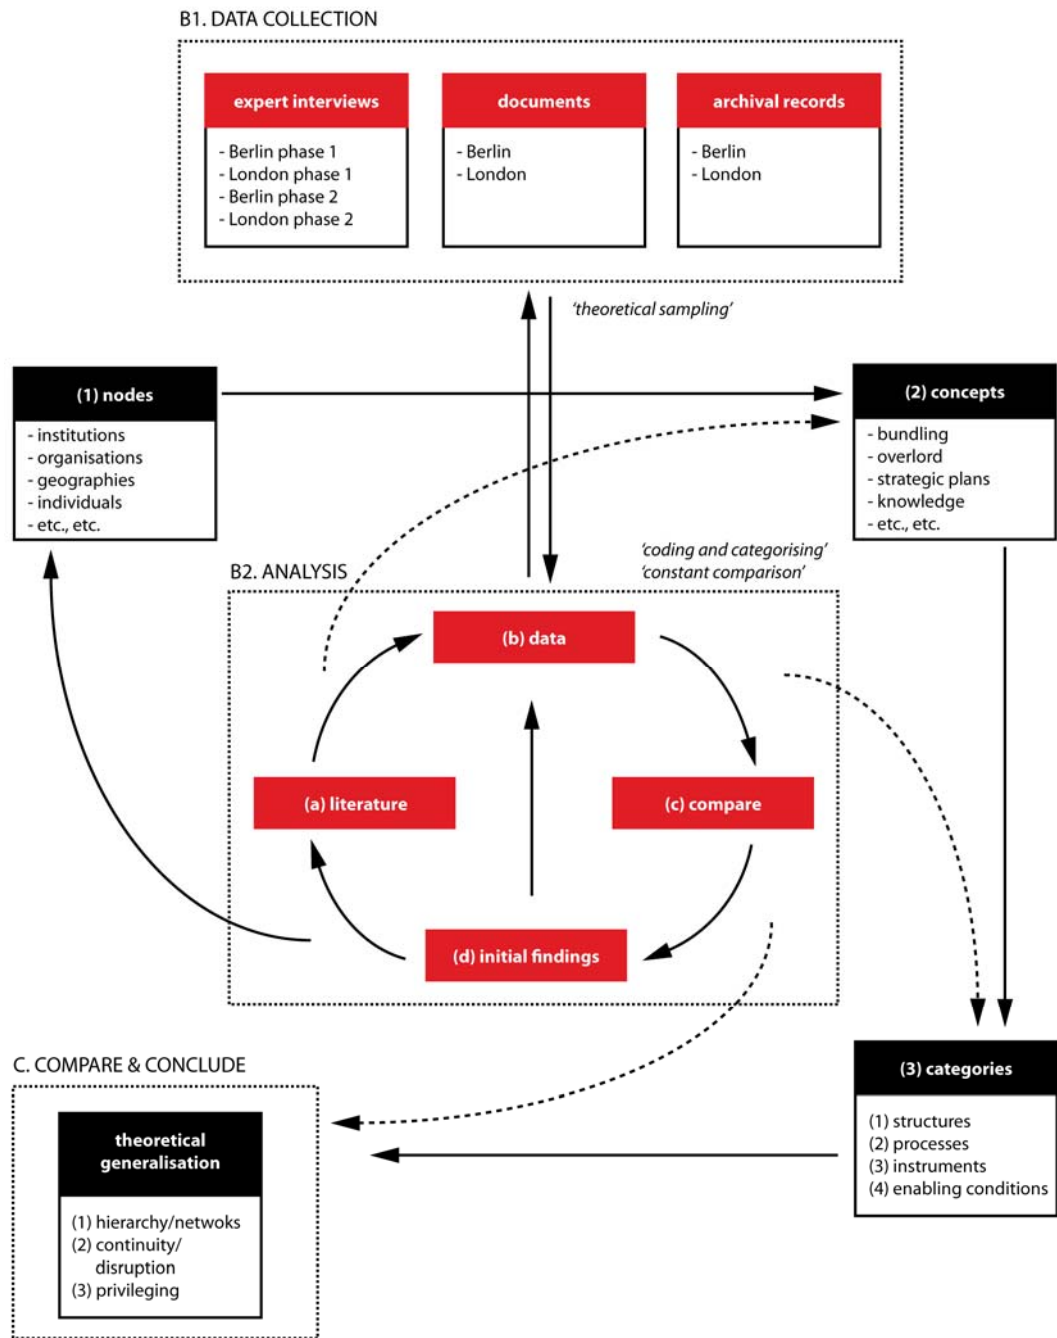 B1. DATA COLLECTION
expert interviews
- Berlin phase 1
- London phase 1
- Berlin phase 2
- London phase 2
documents
- Berlin
- London
archival records
- Berlin
- London
‘theoretical sampling’
(1) nodes
- institutions
- organisations
- geographies
- individuals
- etc., etc.
(2) concepts
- bundling
- overlord
- strategic plans
- knowledge
- etc., etc.
‘coding and categorising’
‘constant comparison’
B2. ANALYSIS
(b) data
(a) literature
(c) compare
(d) initial findings
C. COMPARE & CONCLUDE
theoretical
generalisation
(1) hierarchy/netwoks
(2) continuity/
disruption
(3) privileging
(3) categories
(1) structures
(2) processes
(3) instruments
(4) enabling conditions